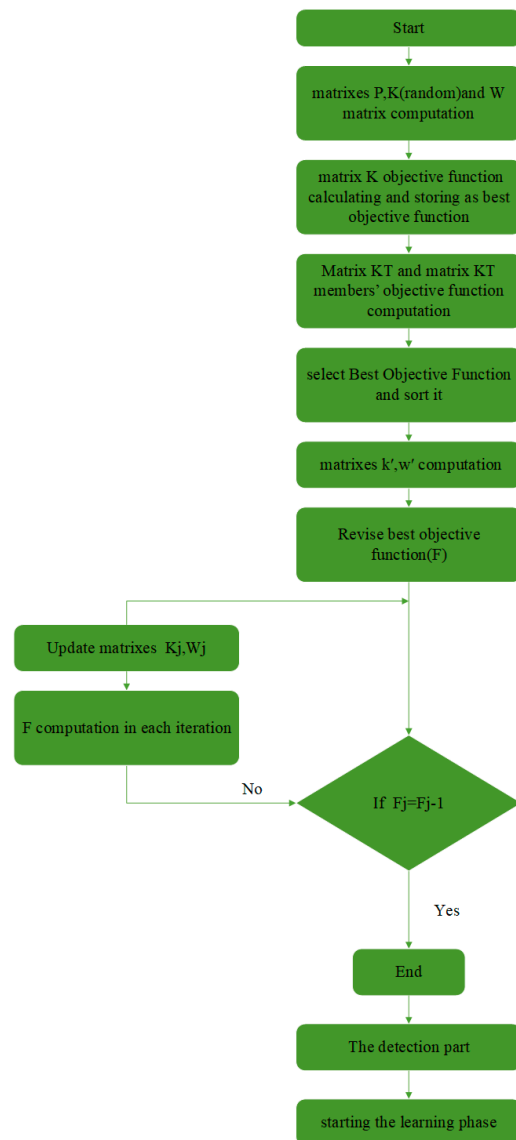 Start
matrixes P,K(random)and W
matrix computation
matrix K objective function
calculating and storing as best
objective function
Matrix KT and matrix KT
members’ objective function
computation
select Best Objective Function
and sort it
matrixes k′,w′ computation
Revise best objective
function(F)
Update matrixes Kj,Wj
F computation in each iteration
No
If Fj=Fj-1
Yes
End
The detection part
starting the learning phase